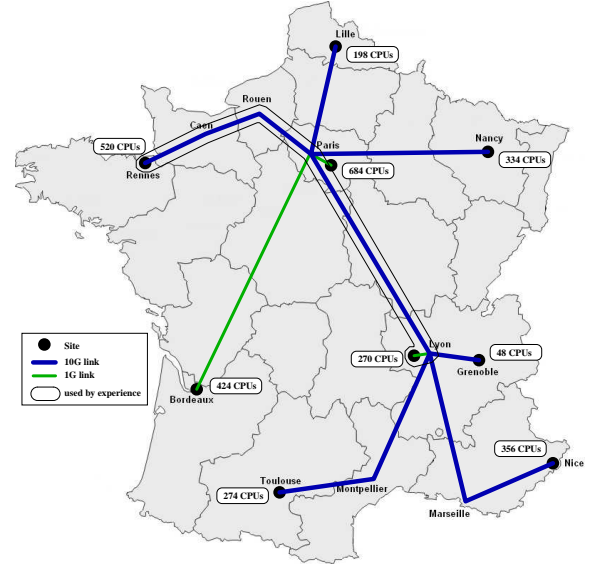 Lille
198 CPUs
Rouen
Caen
520 CPUs
Rennes
Paris
684 CPUs
Nancy
334 CPUs
Lyon
270 CPUs
48 CPUs
Grenoble
Site
10G link
1G link
used by experience
424 CPUs
Bordeaux
356 CPUs
Nice
Toulouse
274 CPUs
Montpellier
Marseille